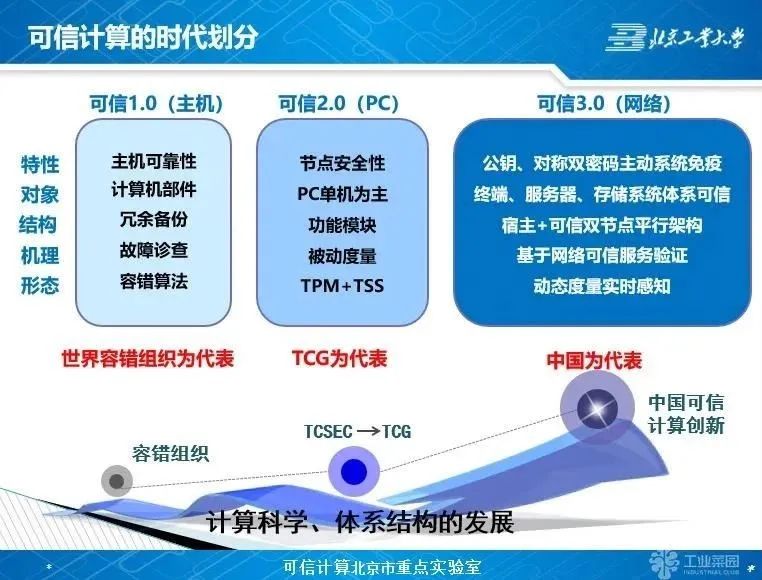 可信计算的时代划分
北京工业大学
可信1.0（主机）
可信2.0（PC）
可信3.0（网络）
特性
对象
结构
机理
形态
主机可靠性
计算机部件
冗余备份
故障诊查
容错算法
节点安全性
PC单机为主
功能模块
被动度量
TPM+TSS
公钥、对称双密码主动系统免疫
终端、服务器、存储系统体系可信
宿主+可信双节点平行架构
基于网络可信服务验证
动态度量实时感知
世界容错组织为代表
TCG为代表
中国为代表
容错组织
TCSEC→TCG
中国可信
计算创新
计算科学、体系结构的发展
*
可信计算北京市重点实验室
工业菜园
INDUSTRIAL CLUB
*